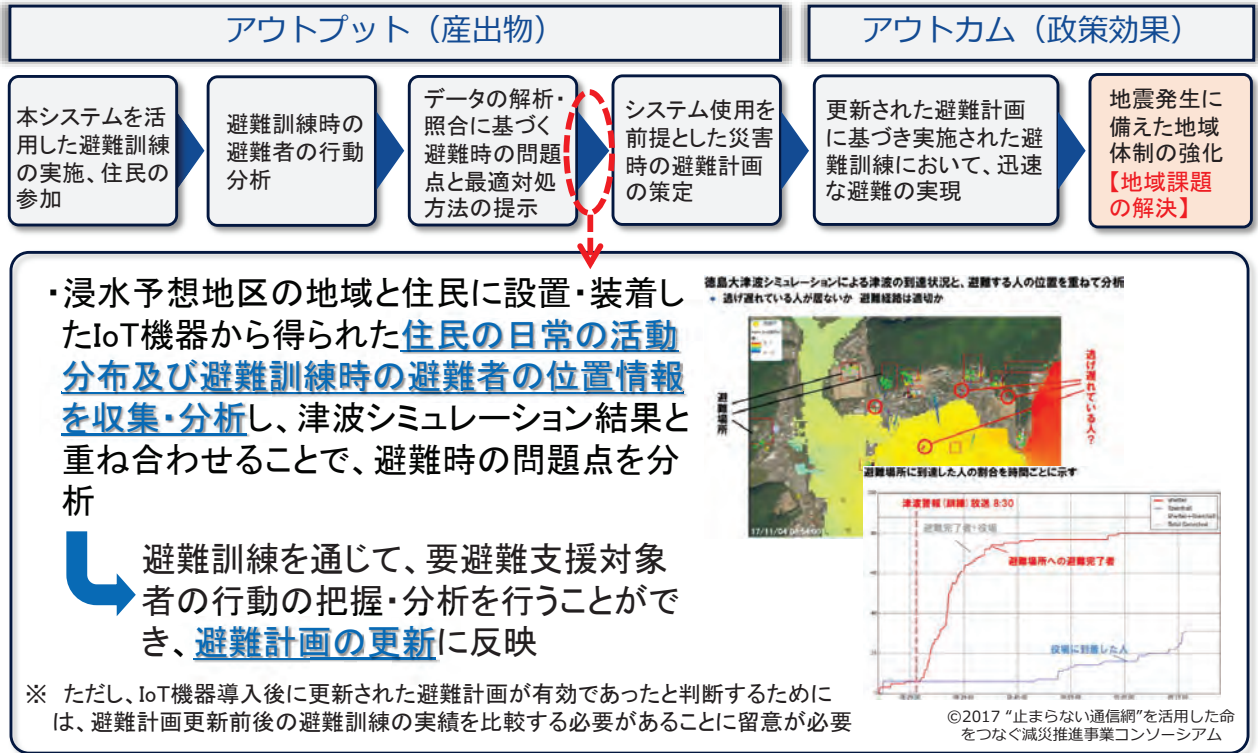 アウトプット（産出物）
アウトカム（政策効果）
本システムを活
用した避難訓練
の実施、住民の
参加
避難訓練時の
避難者の行動
分析
データの解析・
照合に基づく
避難時の問題
点と最適対処
方法の提示
システム使用を
前提とした災害
時の避難計画
の策定
更新された避難計画
に基づき実施された避
難訓練において、迅速
な避難の実現
地震発生に
備えた地域
体制の強化
【地域課題
の解決】
・浸水予想地区の地域と住民に設置・装着し
たIoT機器から得られた住民の日常の活動
分布及び避難訓練時の避難者の位置情報
を収集・分析し、津波シミュレーション結果と
重ね合わせることで、避難時の問題点を分
析
避難訓練を通じて、要避難支援対象
者の行動の把握・分析を行うことがで
き、避難計画の更新に反映
※ ただし、IoT機器導入後に更新された避難計画が有効であったと判断するために
は、避難計画更新前後の避難訓練の実績を比較する必要があることに留意が必要
徳島大津波シミュレーションによる津波の到達状況と、避難する人の位置を重ねて分析
逃げ遅れている人が居ないか 避難経路は適切か
避難場所
逃げ遅れている人？
避難場所に到達した人の割合を時間ごとに示す
津波警報（訓練）放送 8:30
避難完了者・役場
避難場所への避難完了者
役場に到着した人
©2017 “止まらない通信網”を活用した命
をつなぐ減災推進事業コンソーシアム